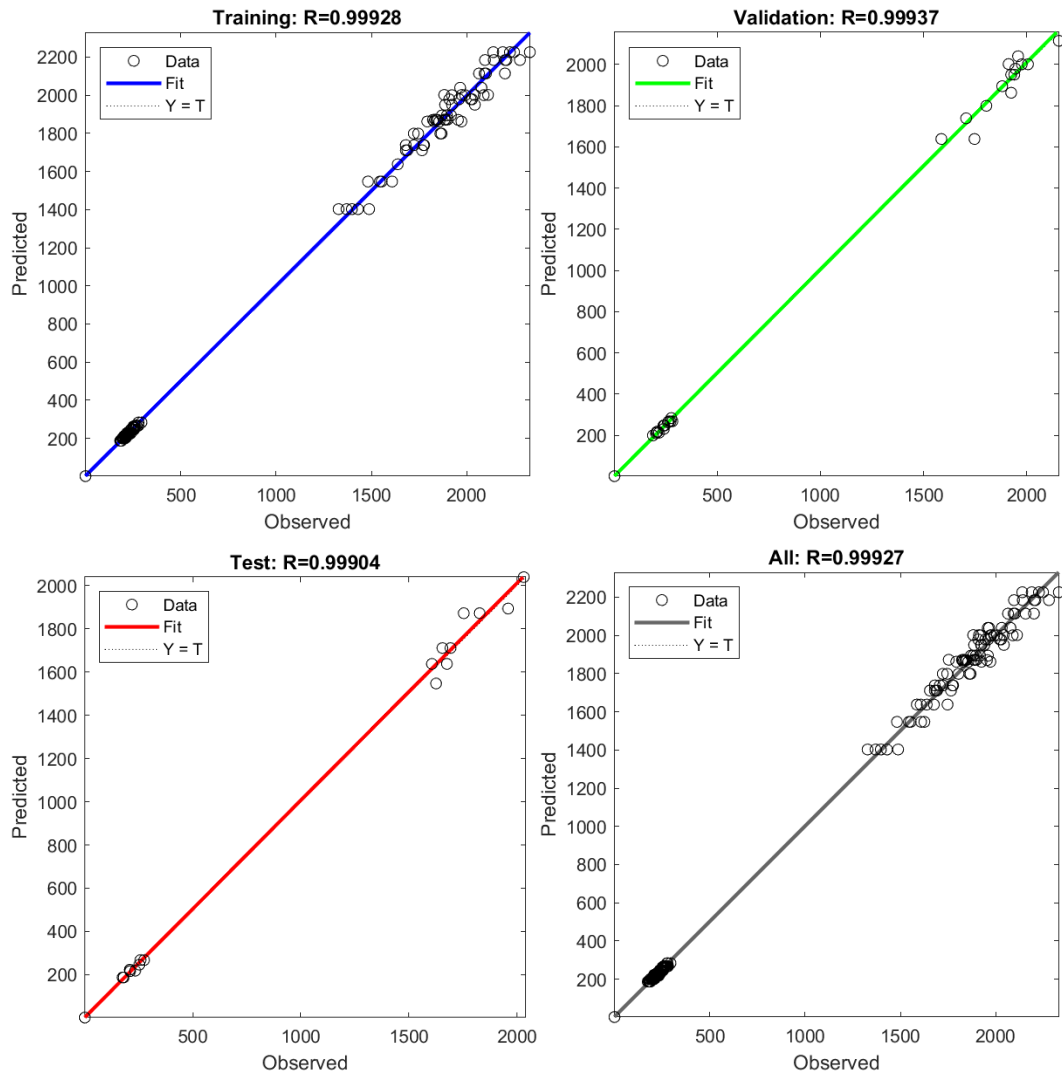 Training: R=0.99928
Data
Fit
Y = T
2200
2000
1800
1600
1400
1200
1000
800
600
400
200
Predicted
500 1000 1500 2000
Observed
Validation: R=0.99937
Data
Fit
Y = T
2000
1800
1600
1400
1200
1000
800
600
400
200
Predicted
500 1000 1500 2000
Observed
Test: R=0.99904
Data
Fit
Y = T
2000
1800
1600
1400
1200
1000
800
600
400
200
Predicted
500 1000 1500 2000
Observed
All: R=0.99927
Data
Fit
Y = T
2200
2000
1800
1600
1400
1200
1000
800
600
400
200
Predicted
500 1000 1500 2000
Observed